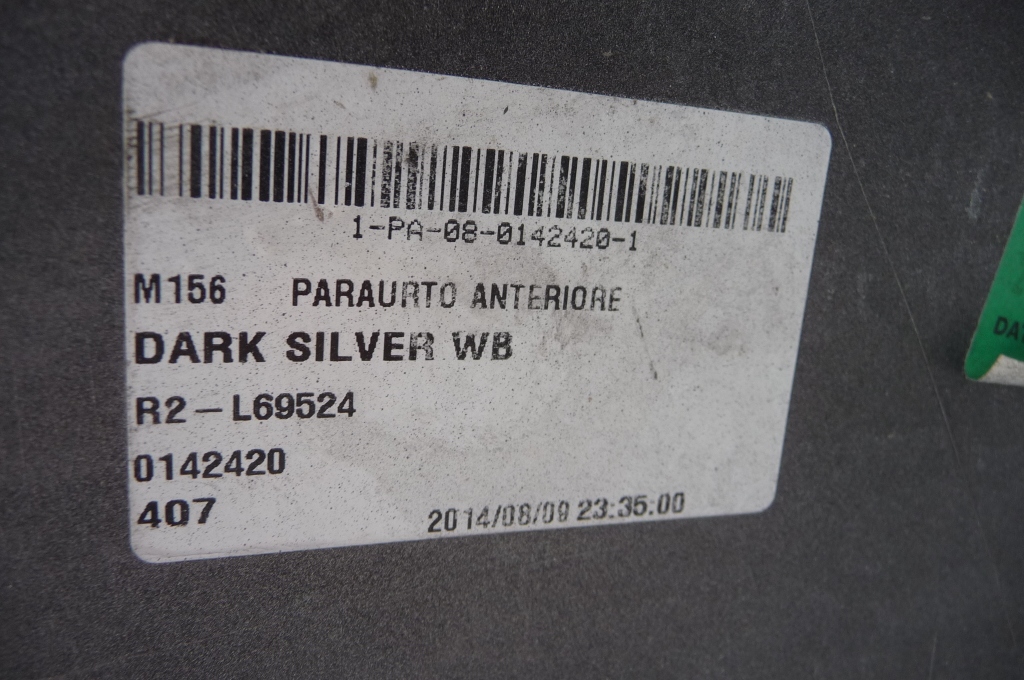 1-PA-08-0142420-1
M156 PARAURTO ANTERIORE
DARK SILVER WB
R2-L69524
0142420
407 2014/08/09 23:35:00